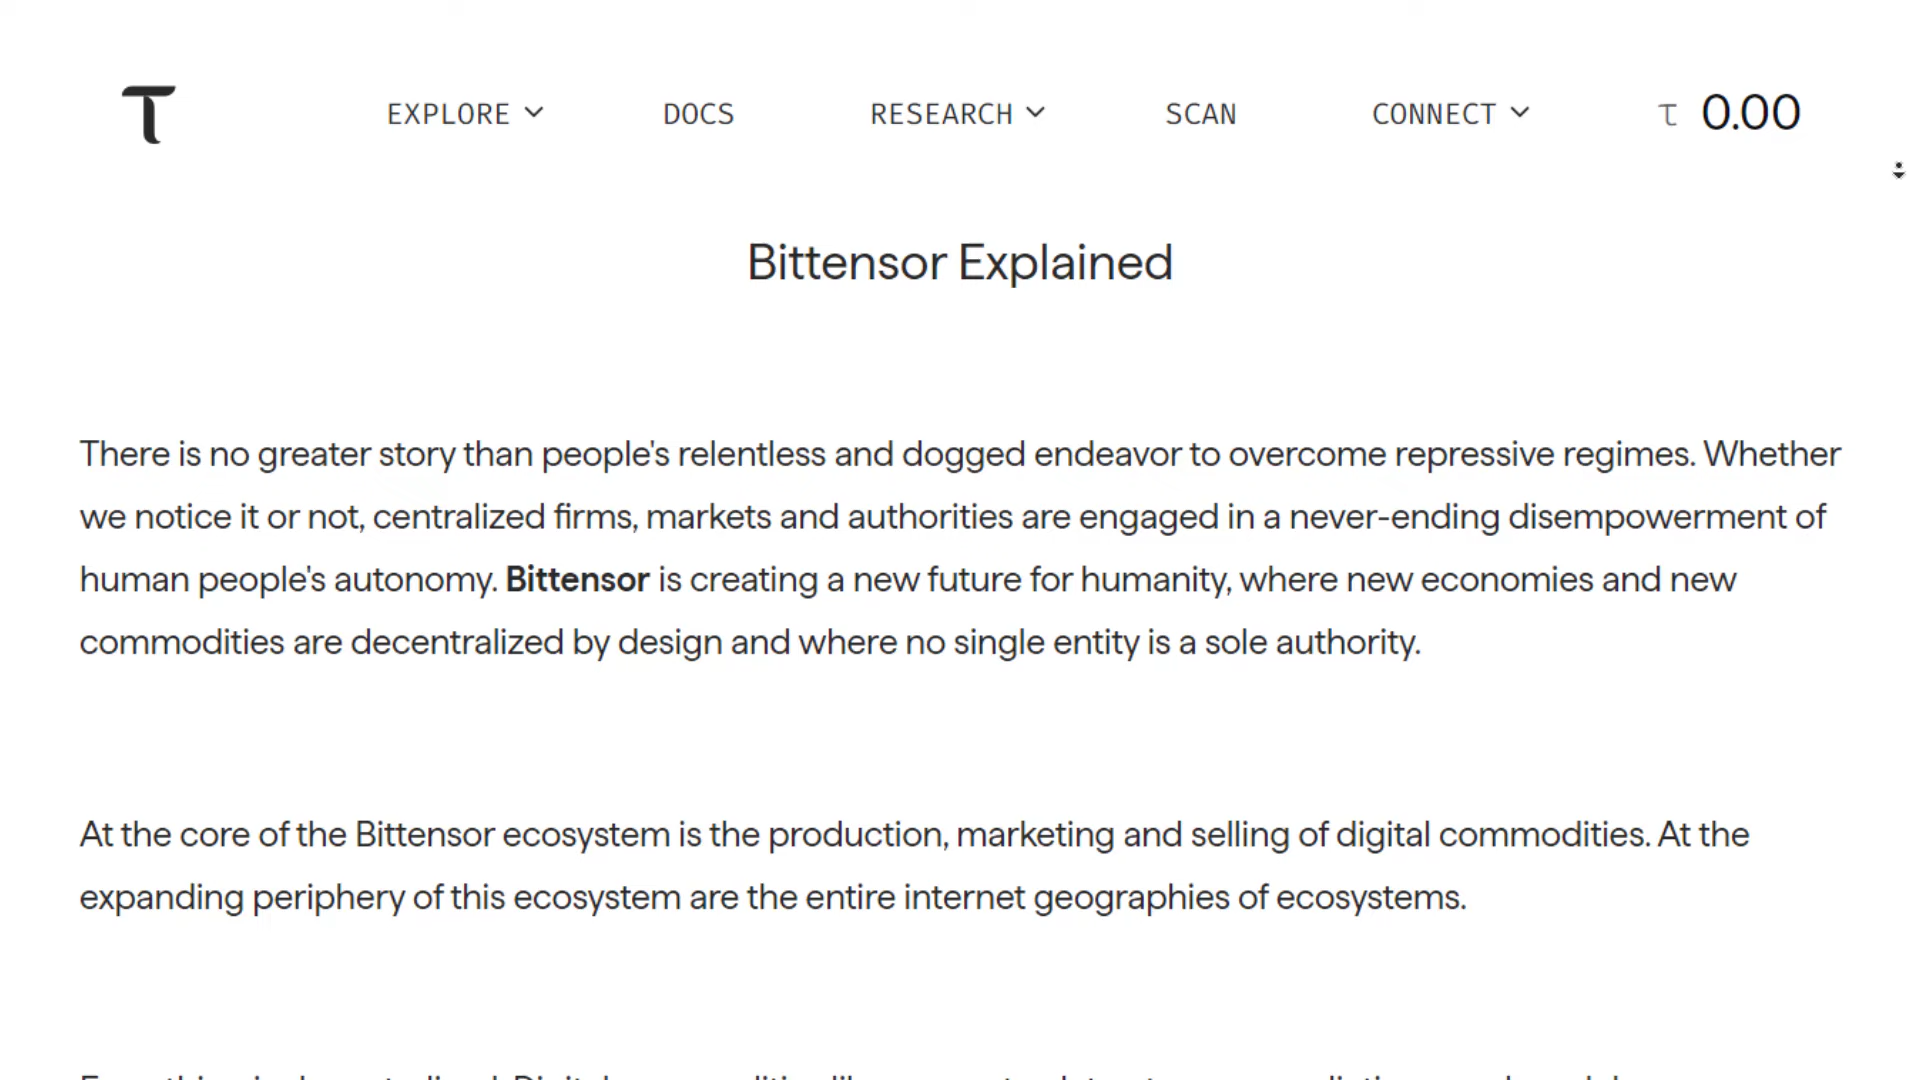 EXPLORE DOCS RESEARCH SCAN CONNECT τ 0.00
Bittensor Explained
There is no greater story than people's relentless and dogged endeavor to overcome repressive regimes. Whether
we notice it or not, centralized firms, markets and authorities are engaged in a never-ending disempowerment of
human people's autonomy. Bittensor is creating a new future for humanity, where new economies and new
commodities are decentralized by design and where no single entity is a sole authority.
At the core of the Bittensor ecosystem is the production, marketing and selling of digital commodities. At the
expanding periphery of this ecosystem are the entire internet geographies of ecosystems.